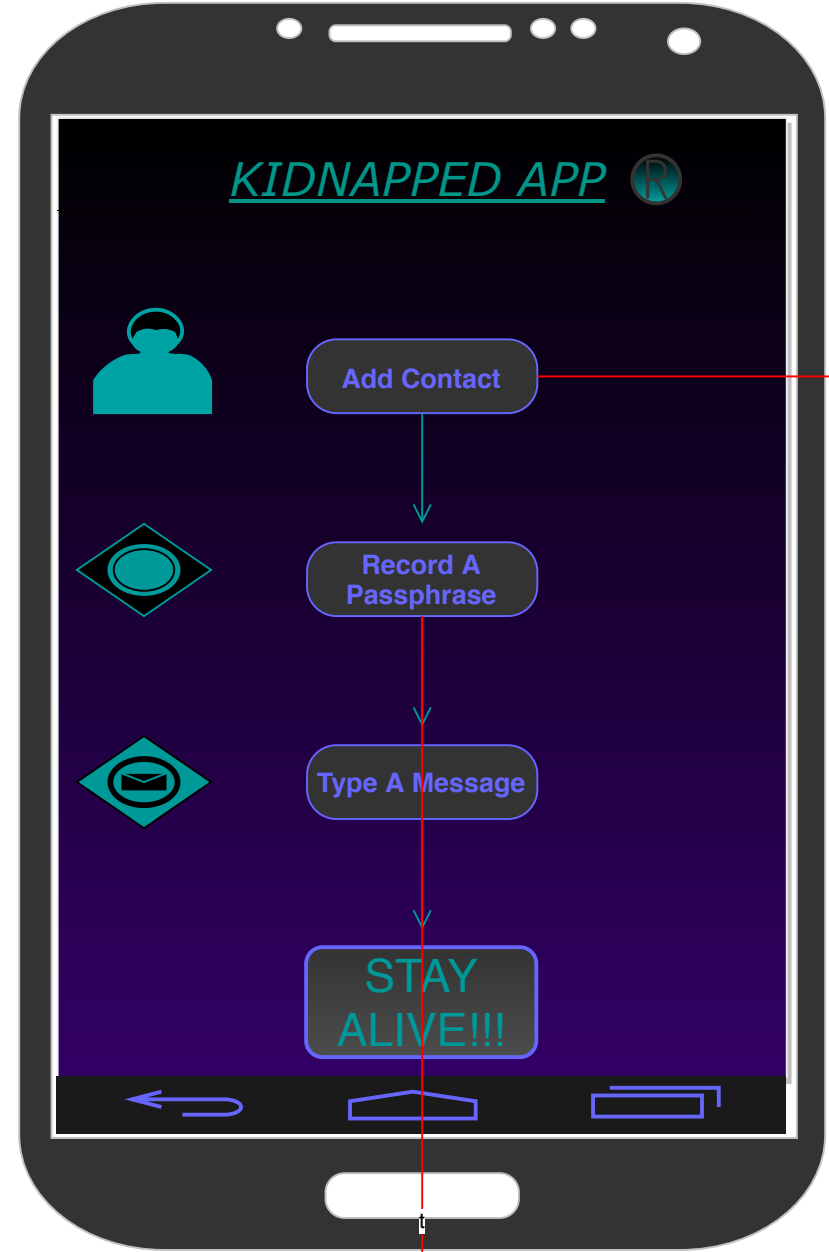 KIDNAPPED APP R
Add Contact
Record A
Passphrase
Type A Message
STAY
ALIVE!!!
t